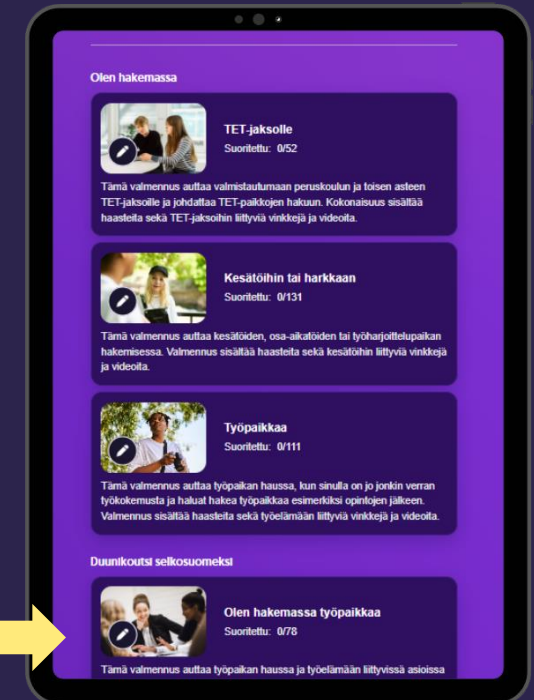 Olen hakemassa
TET-jaksolle
Suoritettu: 0/52
Tämä valmennus auttaa valmistautumaan peruskoulun ja toisen asteen
TET-jaksoille ja johdattaa TET-paikkojen hakuun. Kokonaisuus sisältää
haasteita sekä TET-jaksoihin liittyviä vinkkejä ja videoita.
Kesätöihin tai harkkaan
Suoritettu: 0/131
Tämä valmennus auttaa kesätöiden, osa-aikatöiden tai työharjoittelupaikan
hakemisessa. Valmennus sisältää haasteita sekä kesätöihin liittyviä vinkkejä
ja videoita.
Työpaikkaa
Suoritettu: 0/111
Tämä valmennus auttaa työpaikan haussa, kun sinulla on jo jonkin verran
työkokemusta ja haluat hakea työpaikkaa esimerkiksi opintojen jälkeen.
Valmennus sisältää haasteita sekä työelämään liittyviä vinkkejä ja videoita.
Duunikoutsi selkosuomeksi
Olen hakemassa työpaikkaa
Suoritettu: 0/78
Tämä valmennus auttaa työpaikan haussa ja työelämään liittyvissä asioissa